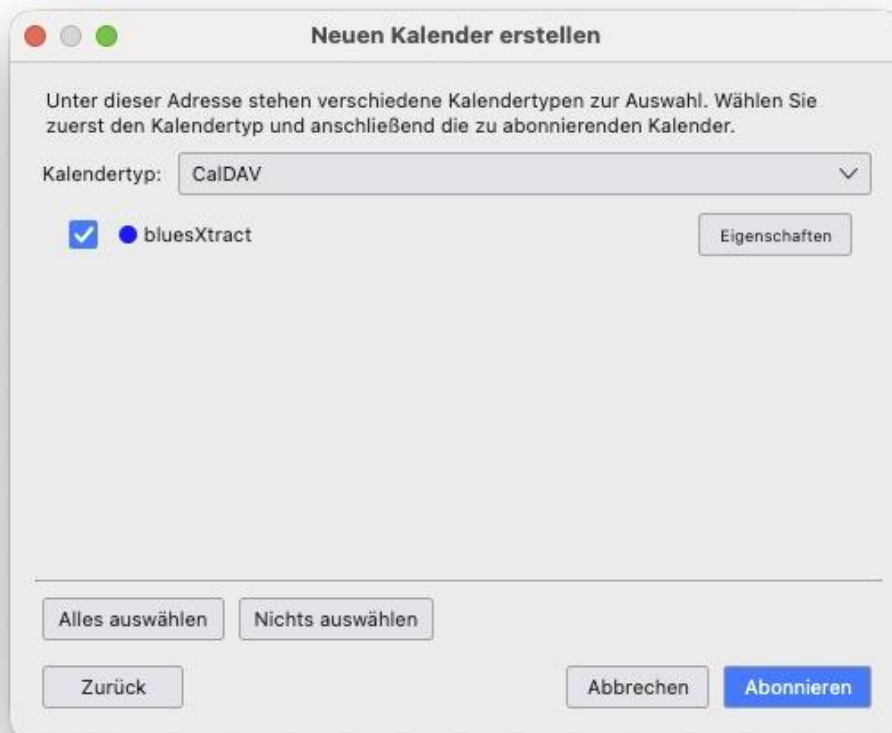 Neuen Kalender erstellen
Unter dieser Adresse stehen verschiedene Kalendertypen zur Auswahl. Wählen Sie
zuerst den Kalendertyp und anschließend die zu abonnierenden Kalender.
Kalendertyp: CalDAV
bluesXtract Eigenschaften
Alles auswählen Nichts auswählen
Zurück Abbrechen Abonnieren